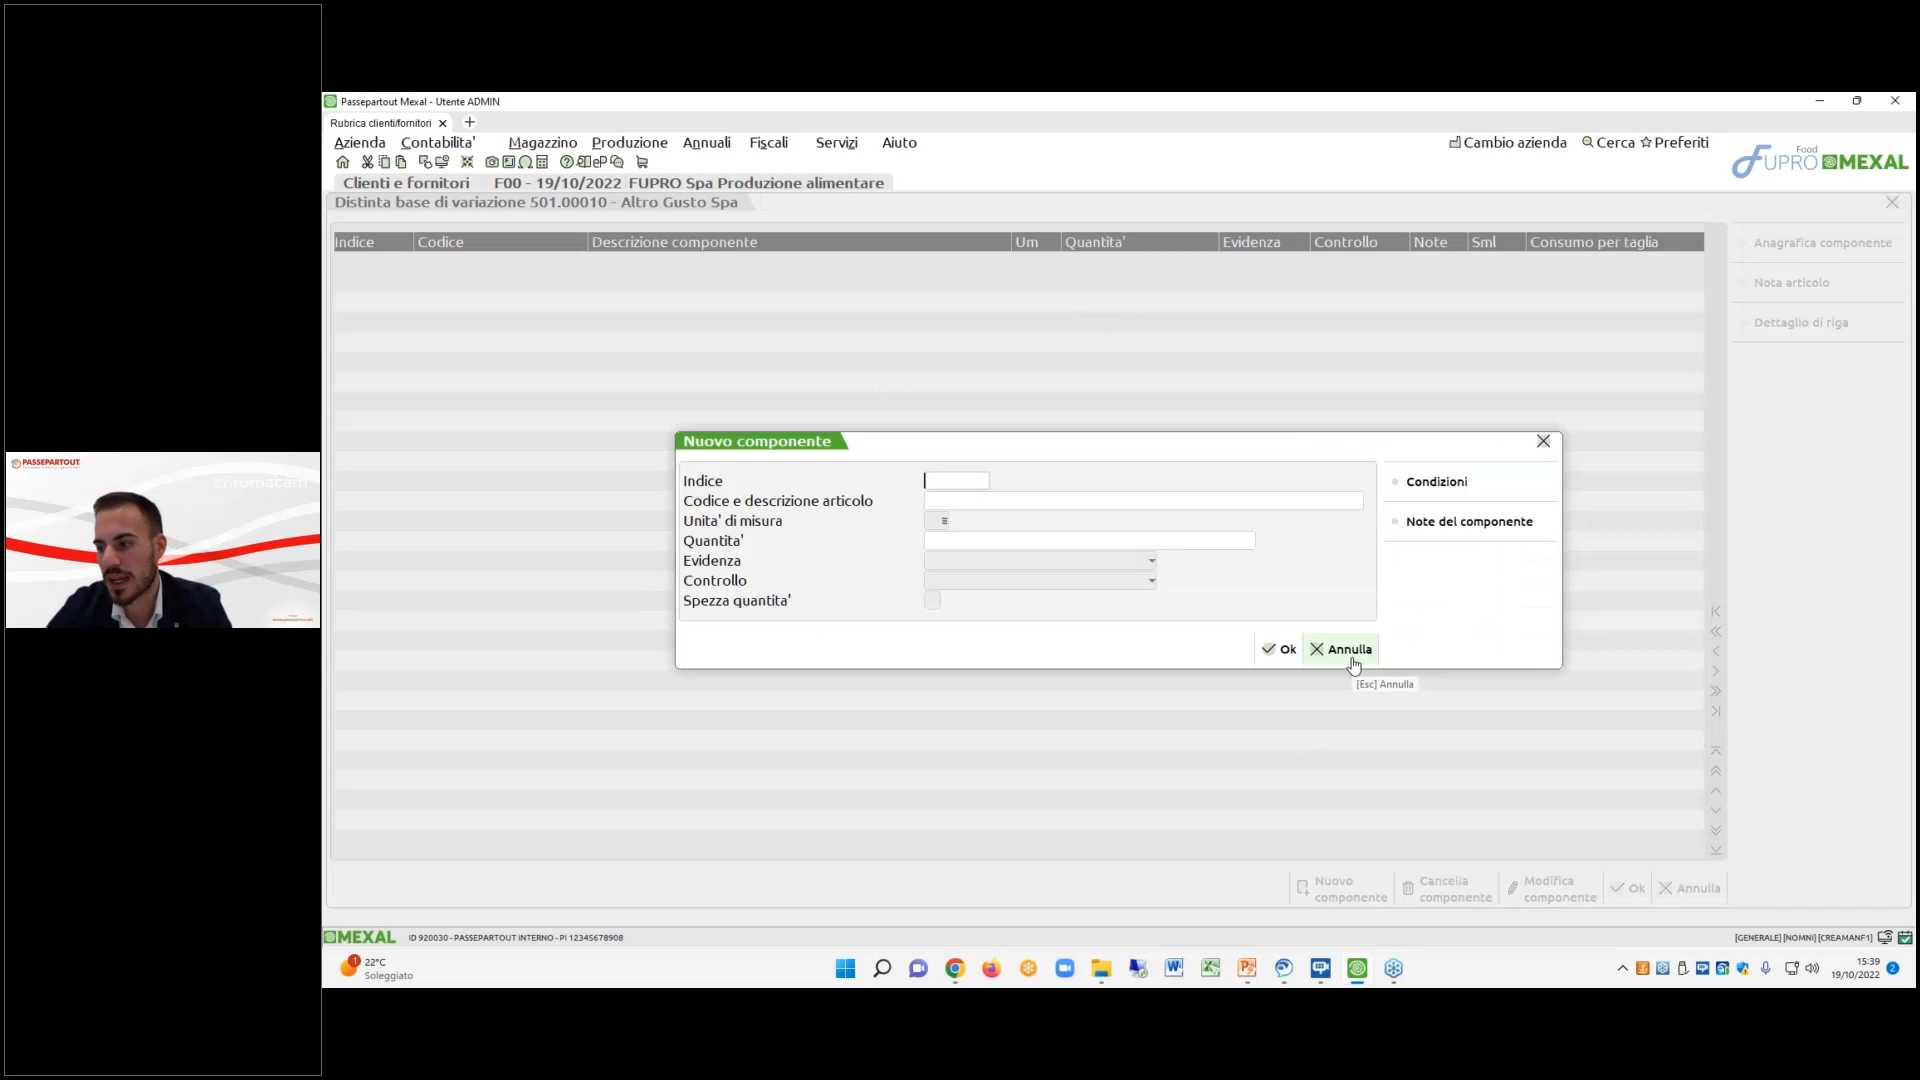 Passepartout Mexal - Utente ADMIN
Rubrica clienti/fornitori
Azienda Contabilita' Magazzino Produzione Annuali Fiscali Servizi Aiuto
Cambio azienda Cerca Preferiti
Food
FUPRO MEXAL
Clienti e fornitori F00 - 19/10/2022 FUPRO Spa Produzione alimentare
Distinta base di variazione 501.00010 - Altro Gusto Spa
Indice Codice Descrizione componente Um Quantita' Evidenza Controllo Note Sml Consumo per taglia
Anagrafica componente
Nota articolo
Dettaglio di riga
Nuovo componente
Indice
Codice e descrizione articolo
Unita' di misura
Quantita'
Evidenza
Controllo
Spezza quantita'
Condizioni
Note del componente
Ok Annulla
[Esc] Annulla
PASSEPARTOUT
chromacam
Nuovo componente
Cancella componente
Modifica componente
Ok Annulla
MEXAL ID 920030 - PASSEPARTOUT INTERNO - PI 12345678908
[GENERALE] [NOMNI] [CREAMANF1]
1
22°C
Soleggiato
15:39
19/10/2022
2